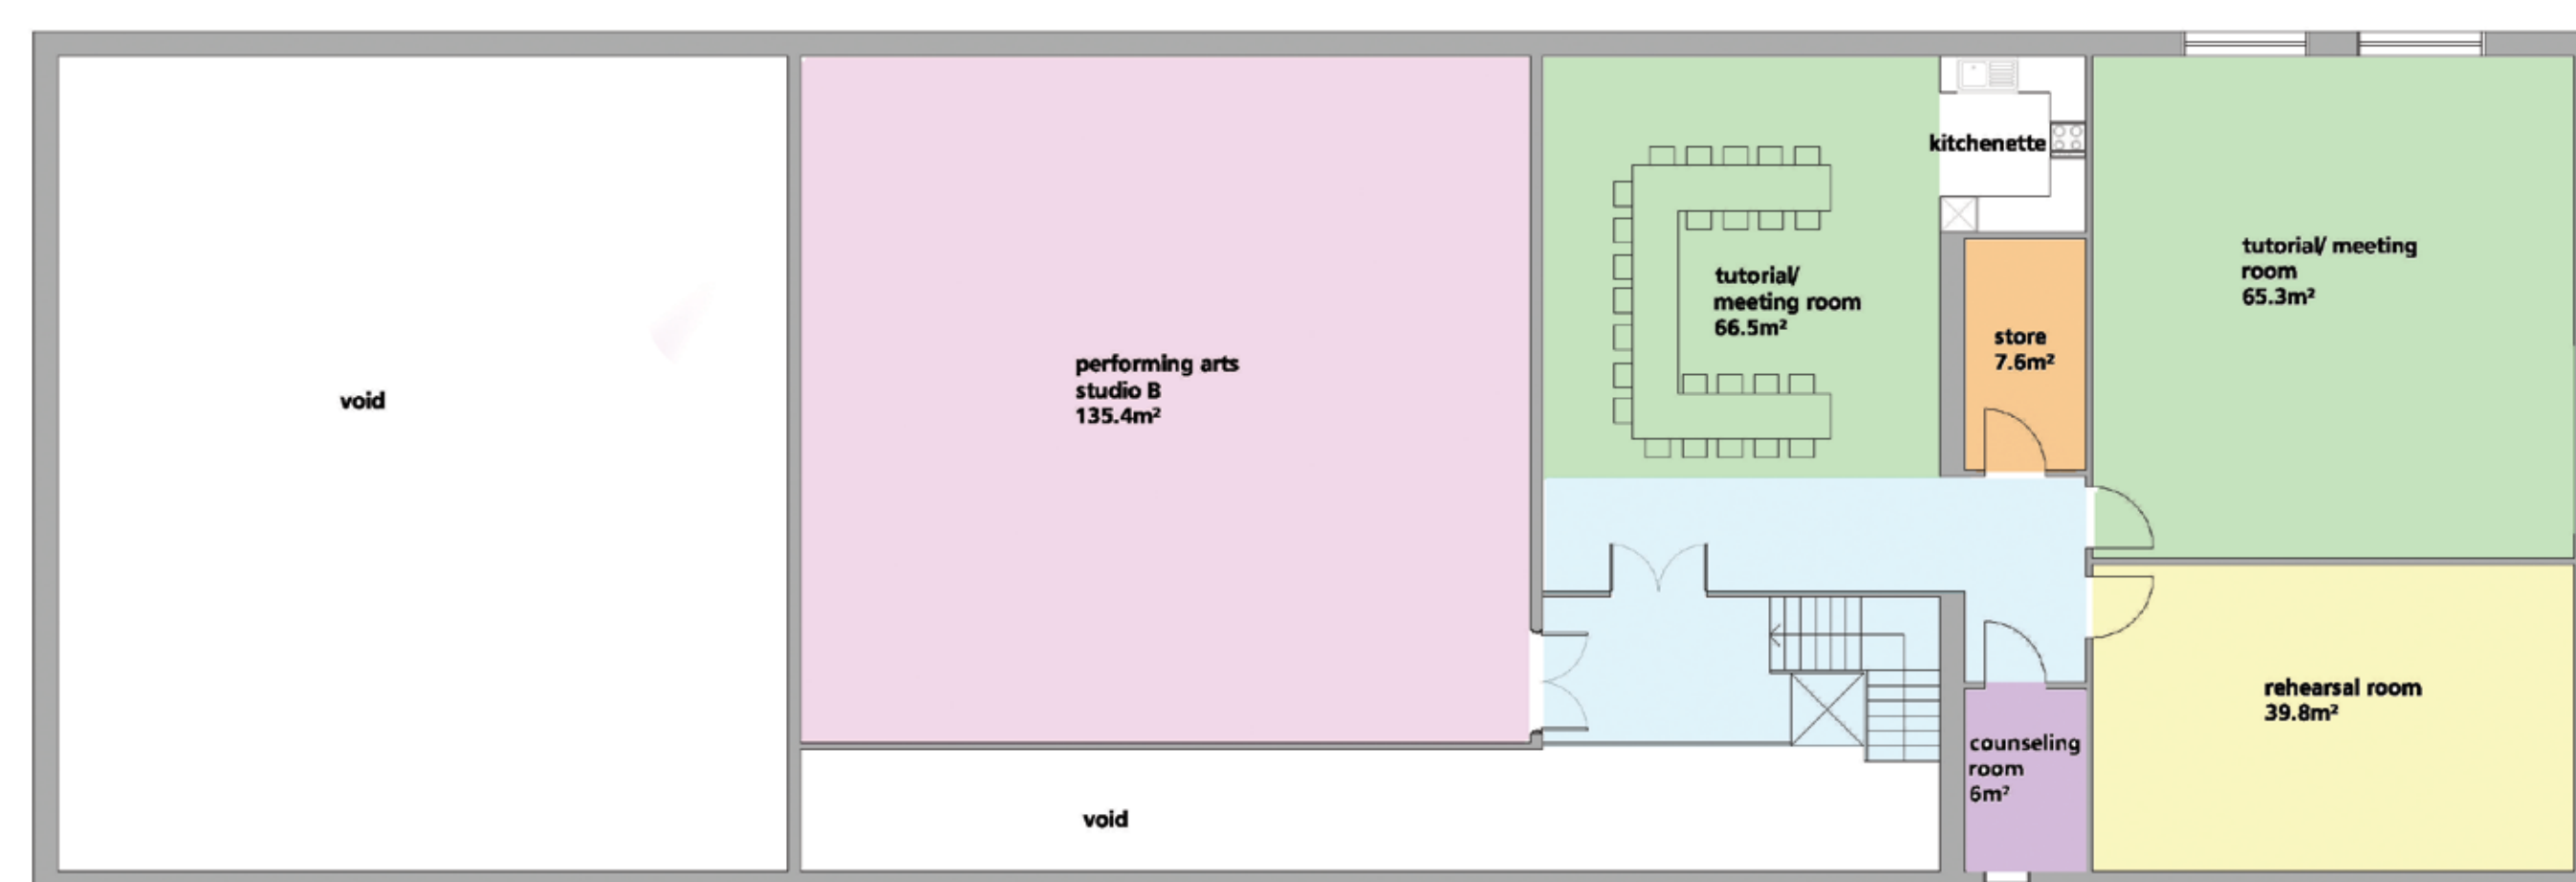 void
performing arts
studio B
135.4m²
void
tutorial/
meeting room
66.5m²
kitchenette
store
7.6m²
tutorial/ meeting
room
65.3m²
rehearsal room
39.8m²
counseling
room
6m²